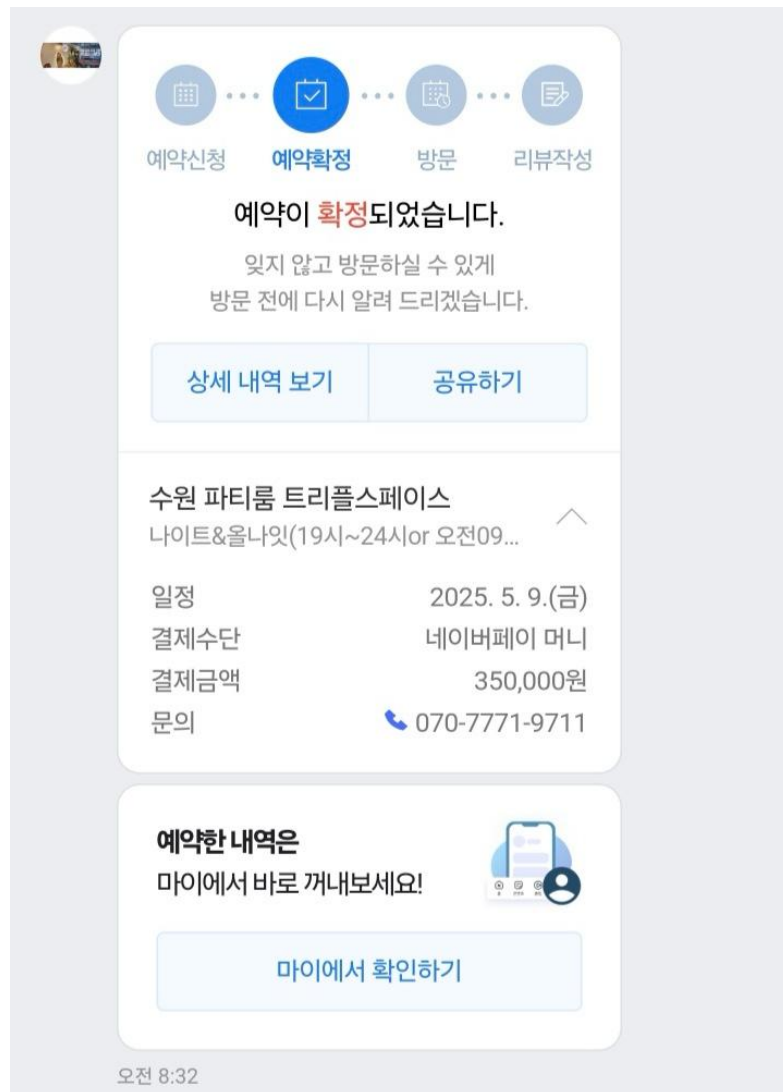 예약신청 예약확정 방문 리뷰작성
예약이 확정되었습니다.
잊지 않고 방문하실 수 있게
방문 전에 다시 알려 드리겠습니다.
상세 내역 보기 공유하기
수원 파티룸 트리플스페이스
나이트&올나잇(19시~24시or 오전09...
일정 2025. 5. 9.(금)
결제수단 네이버페이 머니
결제금액 350,000원
문의 070-7771-9711
예약한 내역은
마이에서 바로 꺼내보세요!
마이에서 확인하기
오전 8:32